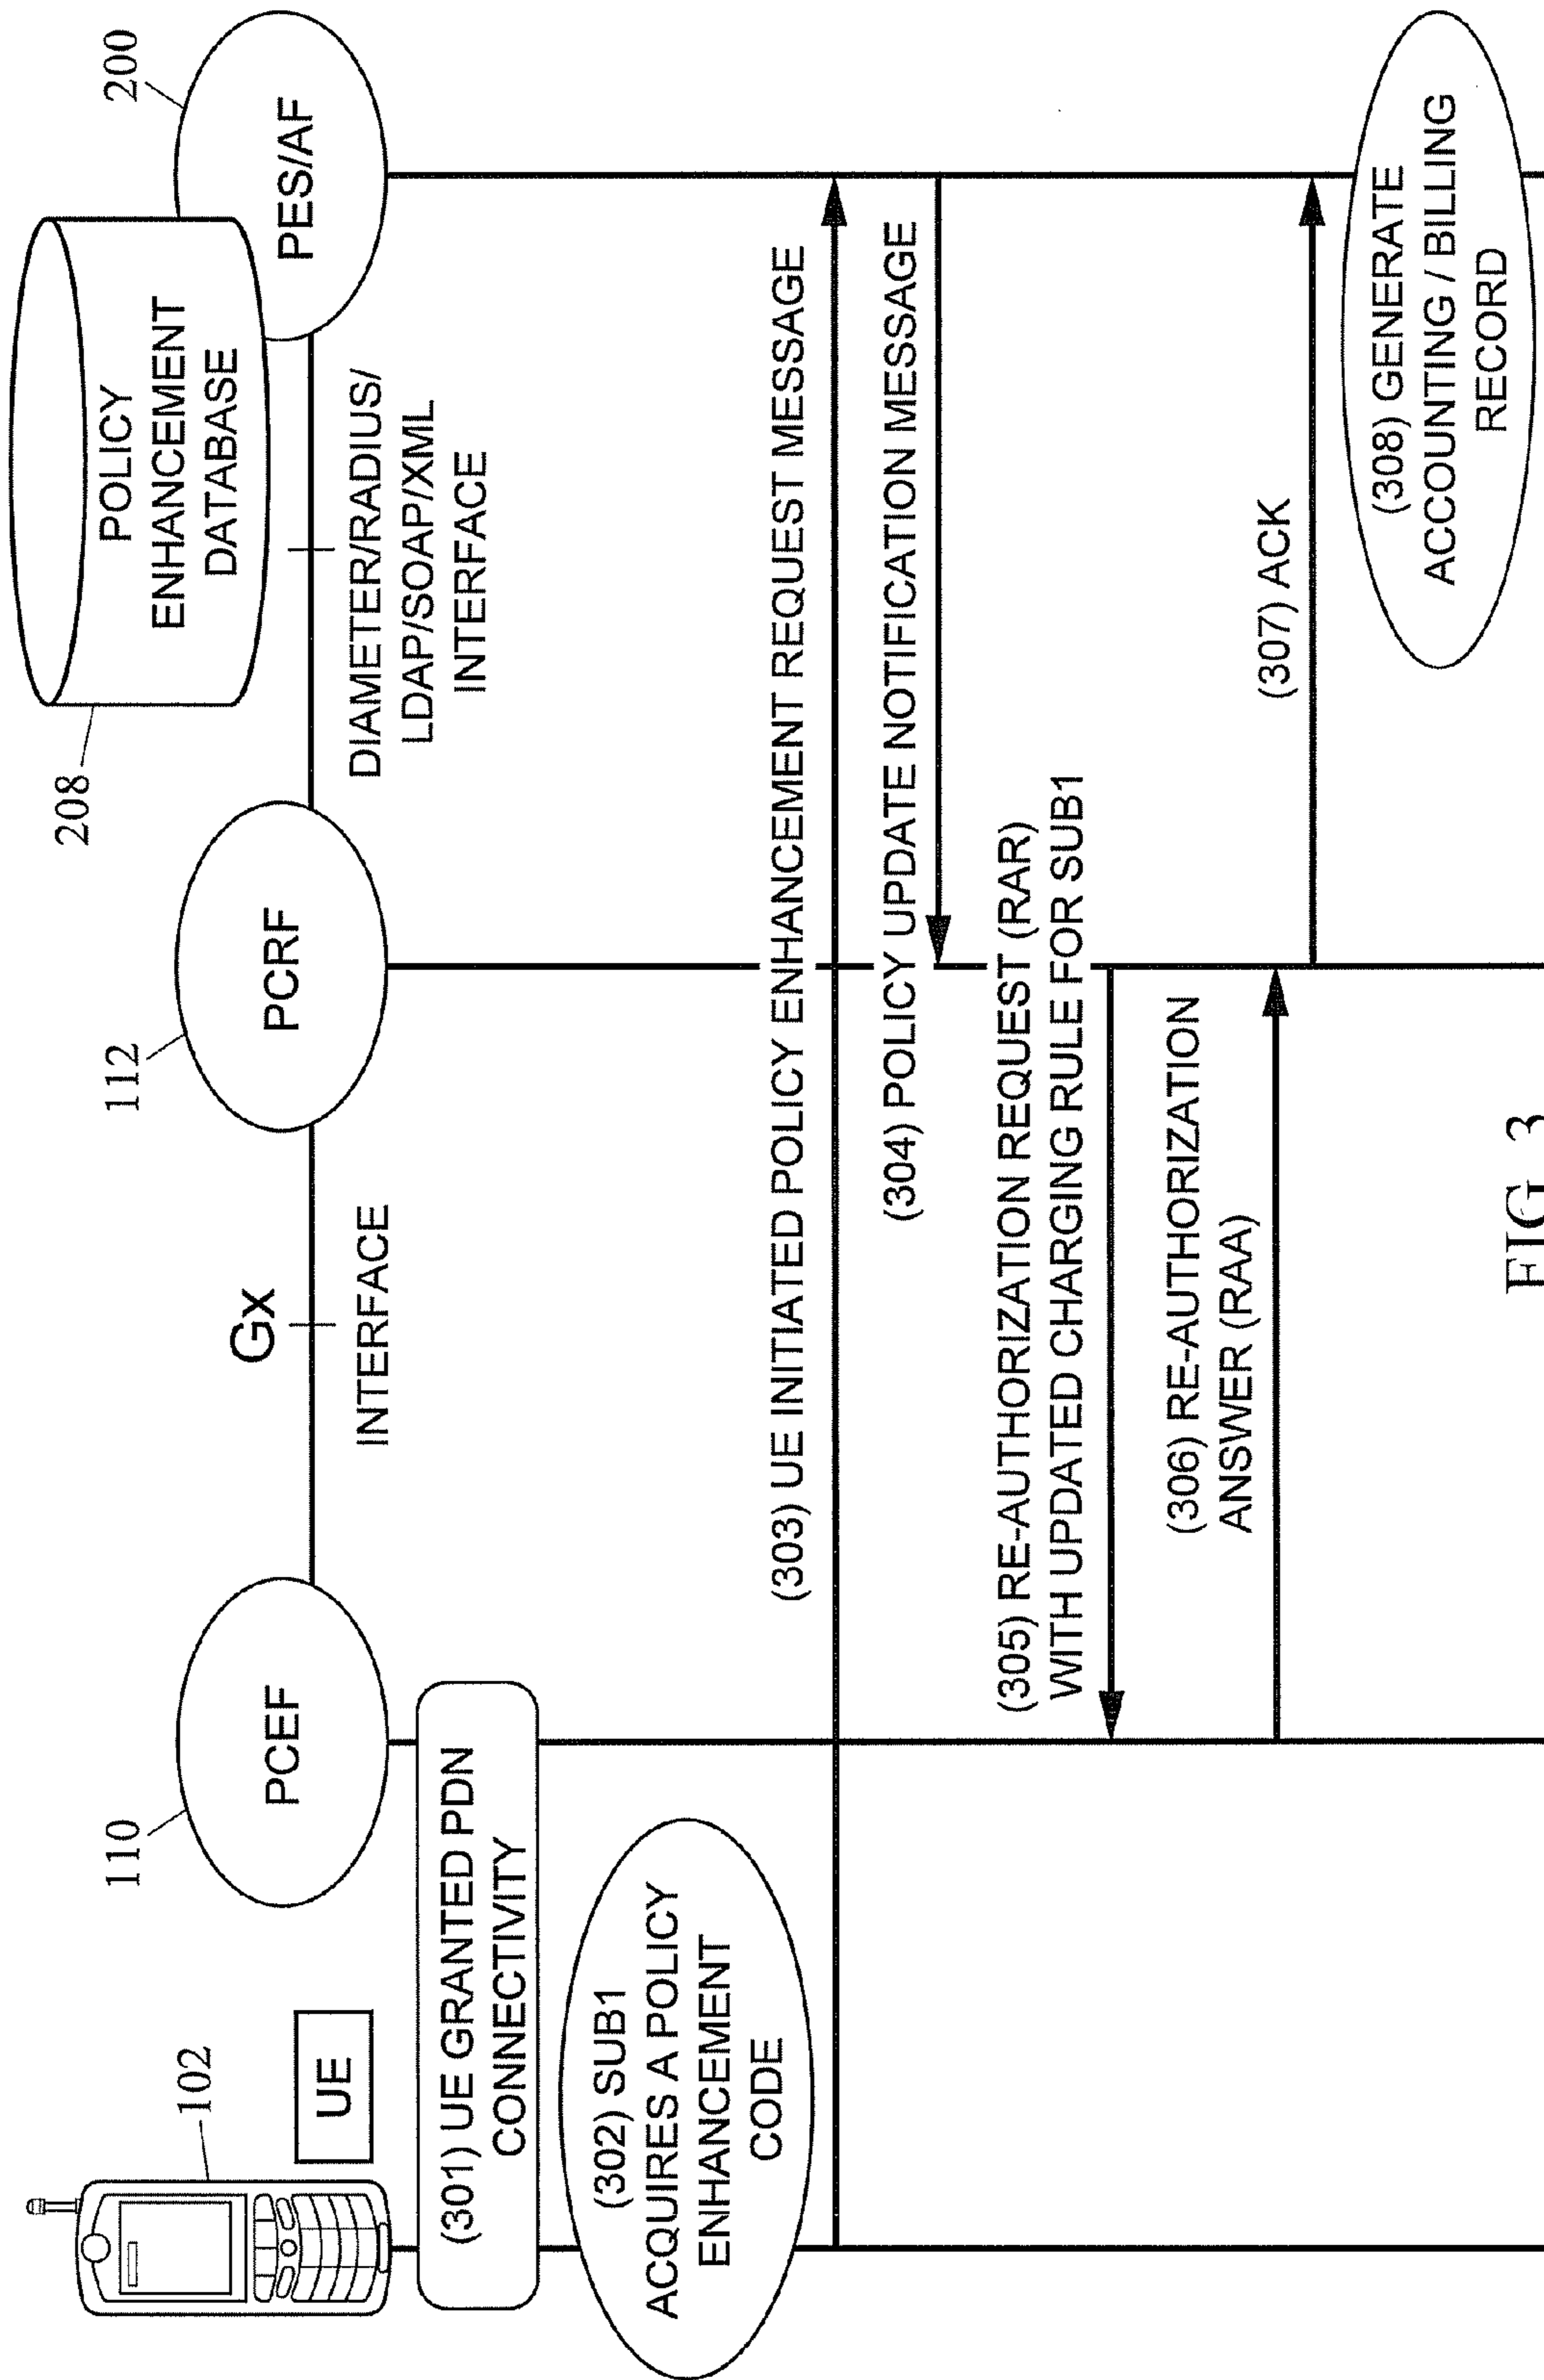 102
UE
110
PCEF
Gx
INTERFACE
112
PCRF
208
POLICY
ENHANCEMENT
DATABASE
DIAMETER/RADIUS/
LDAP/SOAP/XML
INTERFACE
200
PES/AF
(301) UE GRANTED PDN
CONNECTIVITY
(302) SUB1
ACQUIRES A POLICY
ENHANCEMENT
CODE
(303) UE INITIATED POLICY ENHANCEMENT REQUEST MESSAGE
(304) POLICY UPDATE NOTIFICATION MESSAGE
(305) RE-AUTHORIZATION REQUEST (RAR)
WITH UPDATED CHARGING RULE FOR SUB1
(306) RE-AUTHORIZATION
ANSWER (RAA)
(307) ACK
(308) GENERATE
ACCOUNTING / BILLING
RECORD
FIG. 3